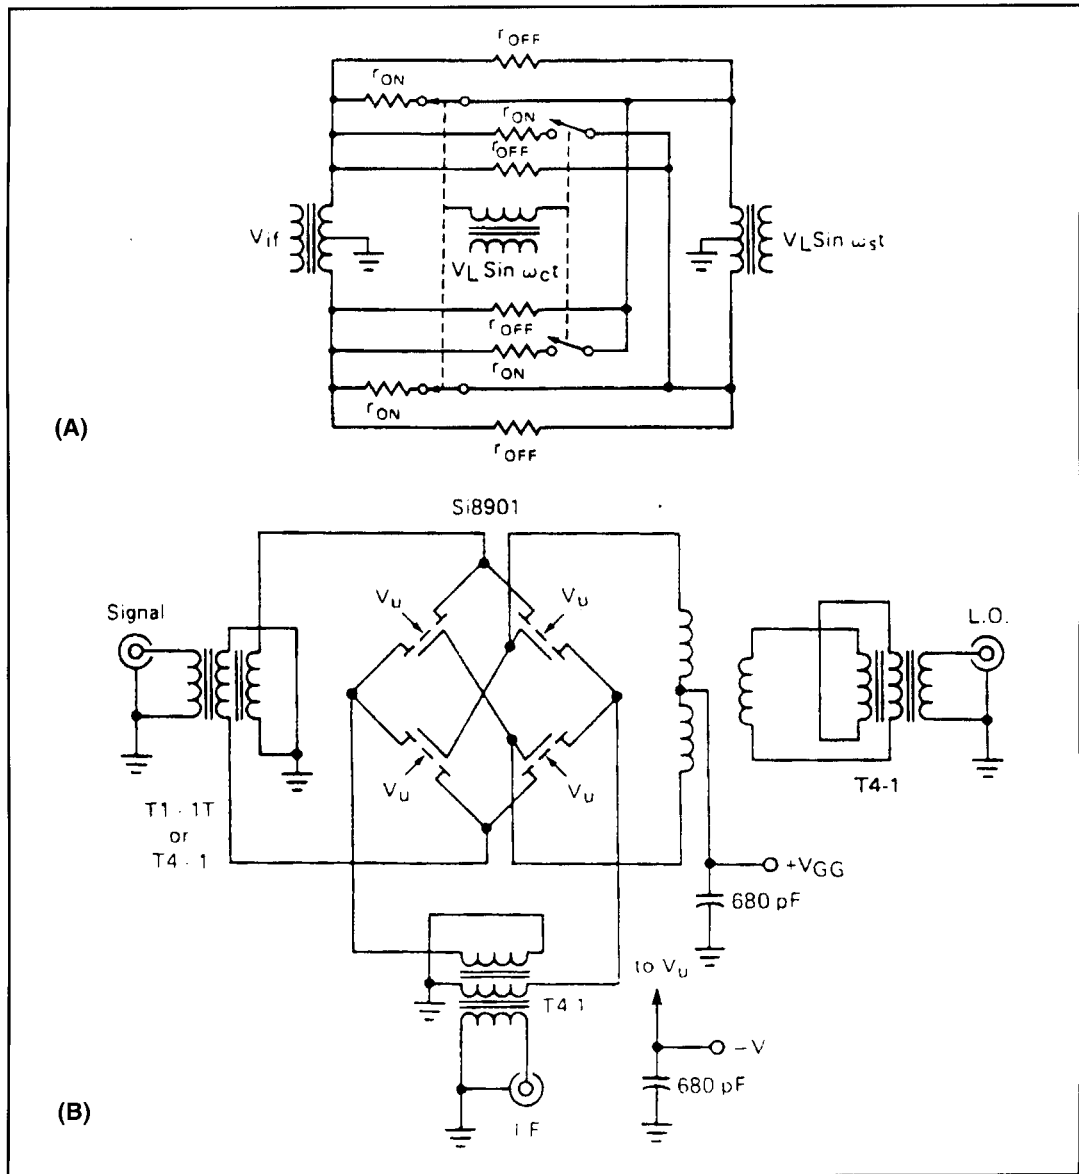 rOFF
rON
rON
rOFF
Vif
VL Sin ωct
VL Sin ωst
rOFF
rON
rON
rOFF
(A)
Si8901
Signal
Vu
Vu
L.O.
Vu
Vu
T1-1T
or
T4-1
T4-1
+VGG
680 pF
to Vu
T4-1
-V
680 pF
(B)
IF